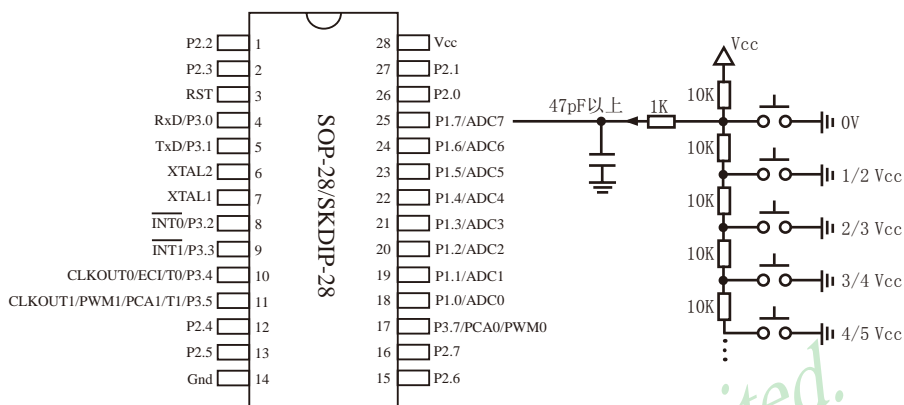 P2.2 1
P2.3 2
RST 3
RxD/P3.0 4
TxD/P3.1 5
XTAL2 6
XTAL1 7
INT0/P3.2 8
INT1/P3.3 9
CLKOUT0/ECI/T0/P3.4 10
CLKOUT1/PWM1/PCA1/T1/P3.5 11
P2.4 12
P2.5 13
Gnd 14
SOP-28/SKDIP-28
28 Vcc
27 P2.1
26 P2.0
25 P1.7/ADC7
24 P1.6/ADC6
23 P1.5/ADC5
22 P1.4/ADC4
21 P1.3/ADC3
20 P1.2/ADC2
19 P1.1/ADC1
18 P1.0/ADC0
17 P3.7/PCA0/PWM0
16 P2.7
15 P2.6
47pF以上
1K
Vcc
10K
0V
10K
1/2 Vcc
10K
2/3 Vcc
10K
3/4 Vcc
10K
4/5 Vcc